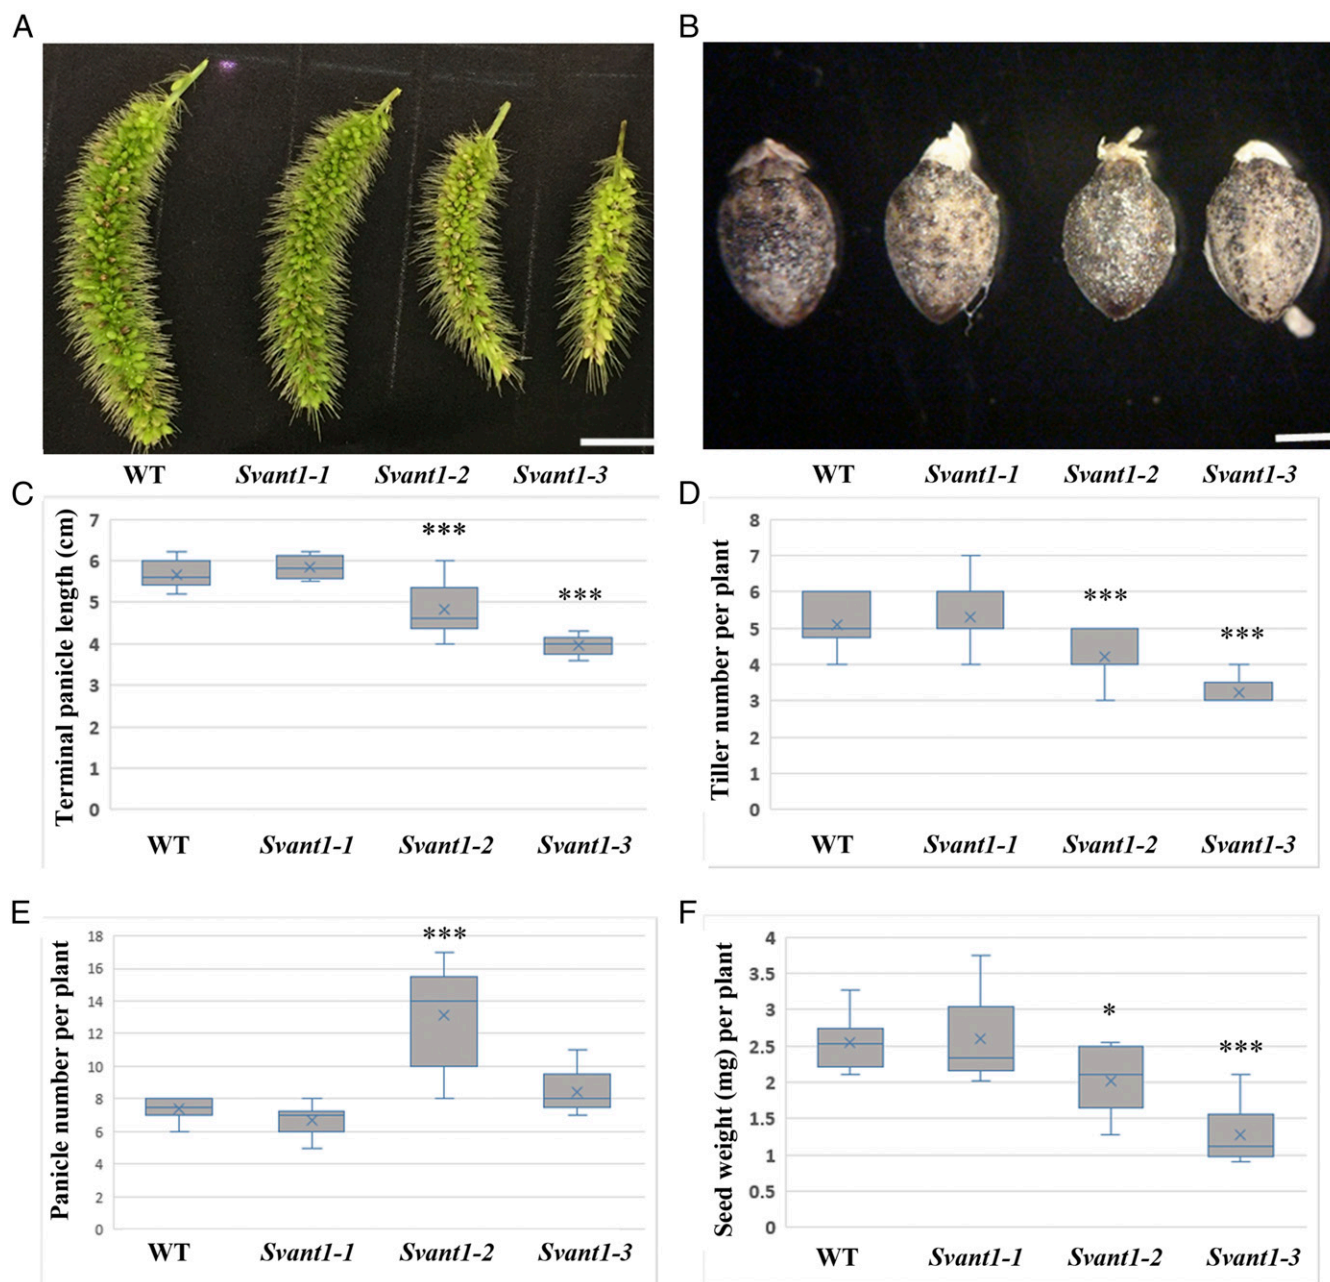 A
B
WT Svant1-1 Svant1-2 Svant1-3
WT Svant1-1 Svant1-2 Svant1-3
C
Terminal panicle length (cm)
7
6
5
4
3
2
1
0
***
***
WT Svant1-1 Svant1-2 Svant1-3
D
Tiller number per plant
8
7
6
5
4
3
2
1
0
***
***
WT Svant1-1 Svant1-2 Svant1-3
E
Panicle number per plant
18
16
14
12
10
8
6
4
2
0
***
WT Svant1-1 Svant1-2 Svant1-3
F
Seed weight (mg) per plant
4
3.5
3
2.5
2
1.5
1
0.5
0
*
***
WT Svant1-1 Svant1-2 Svant1-3